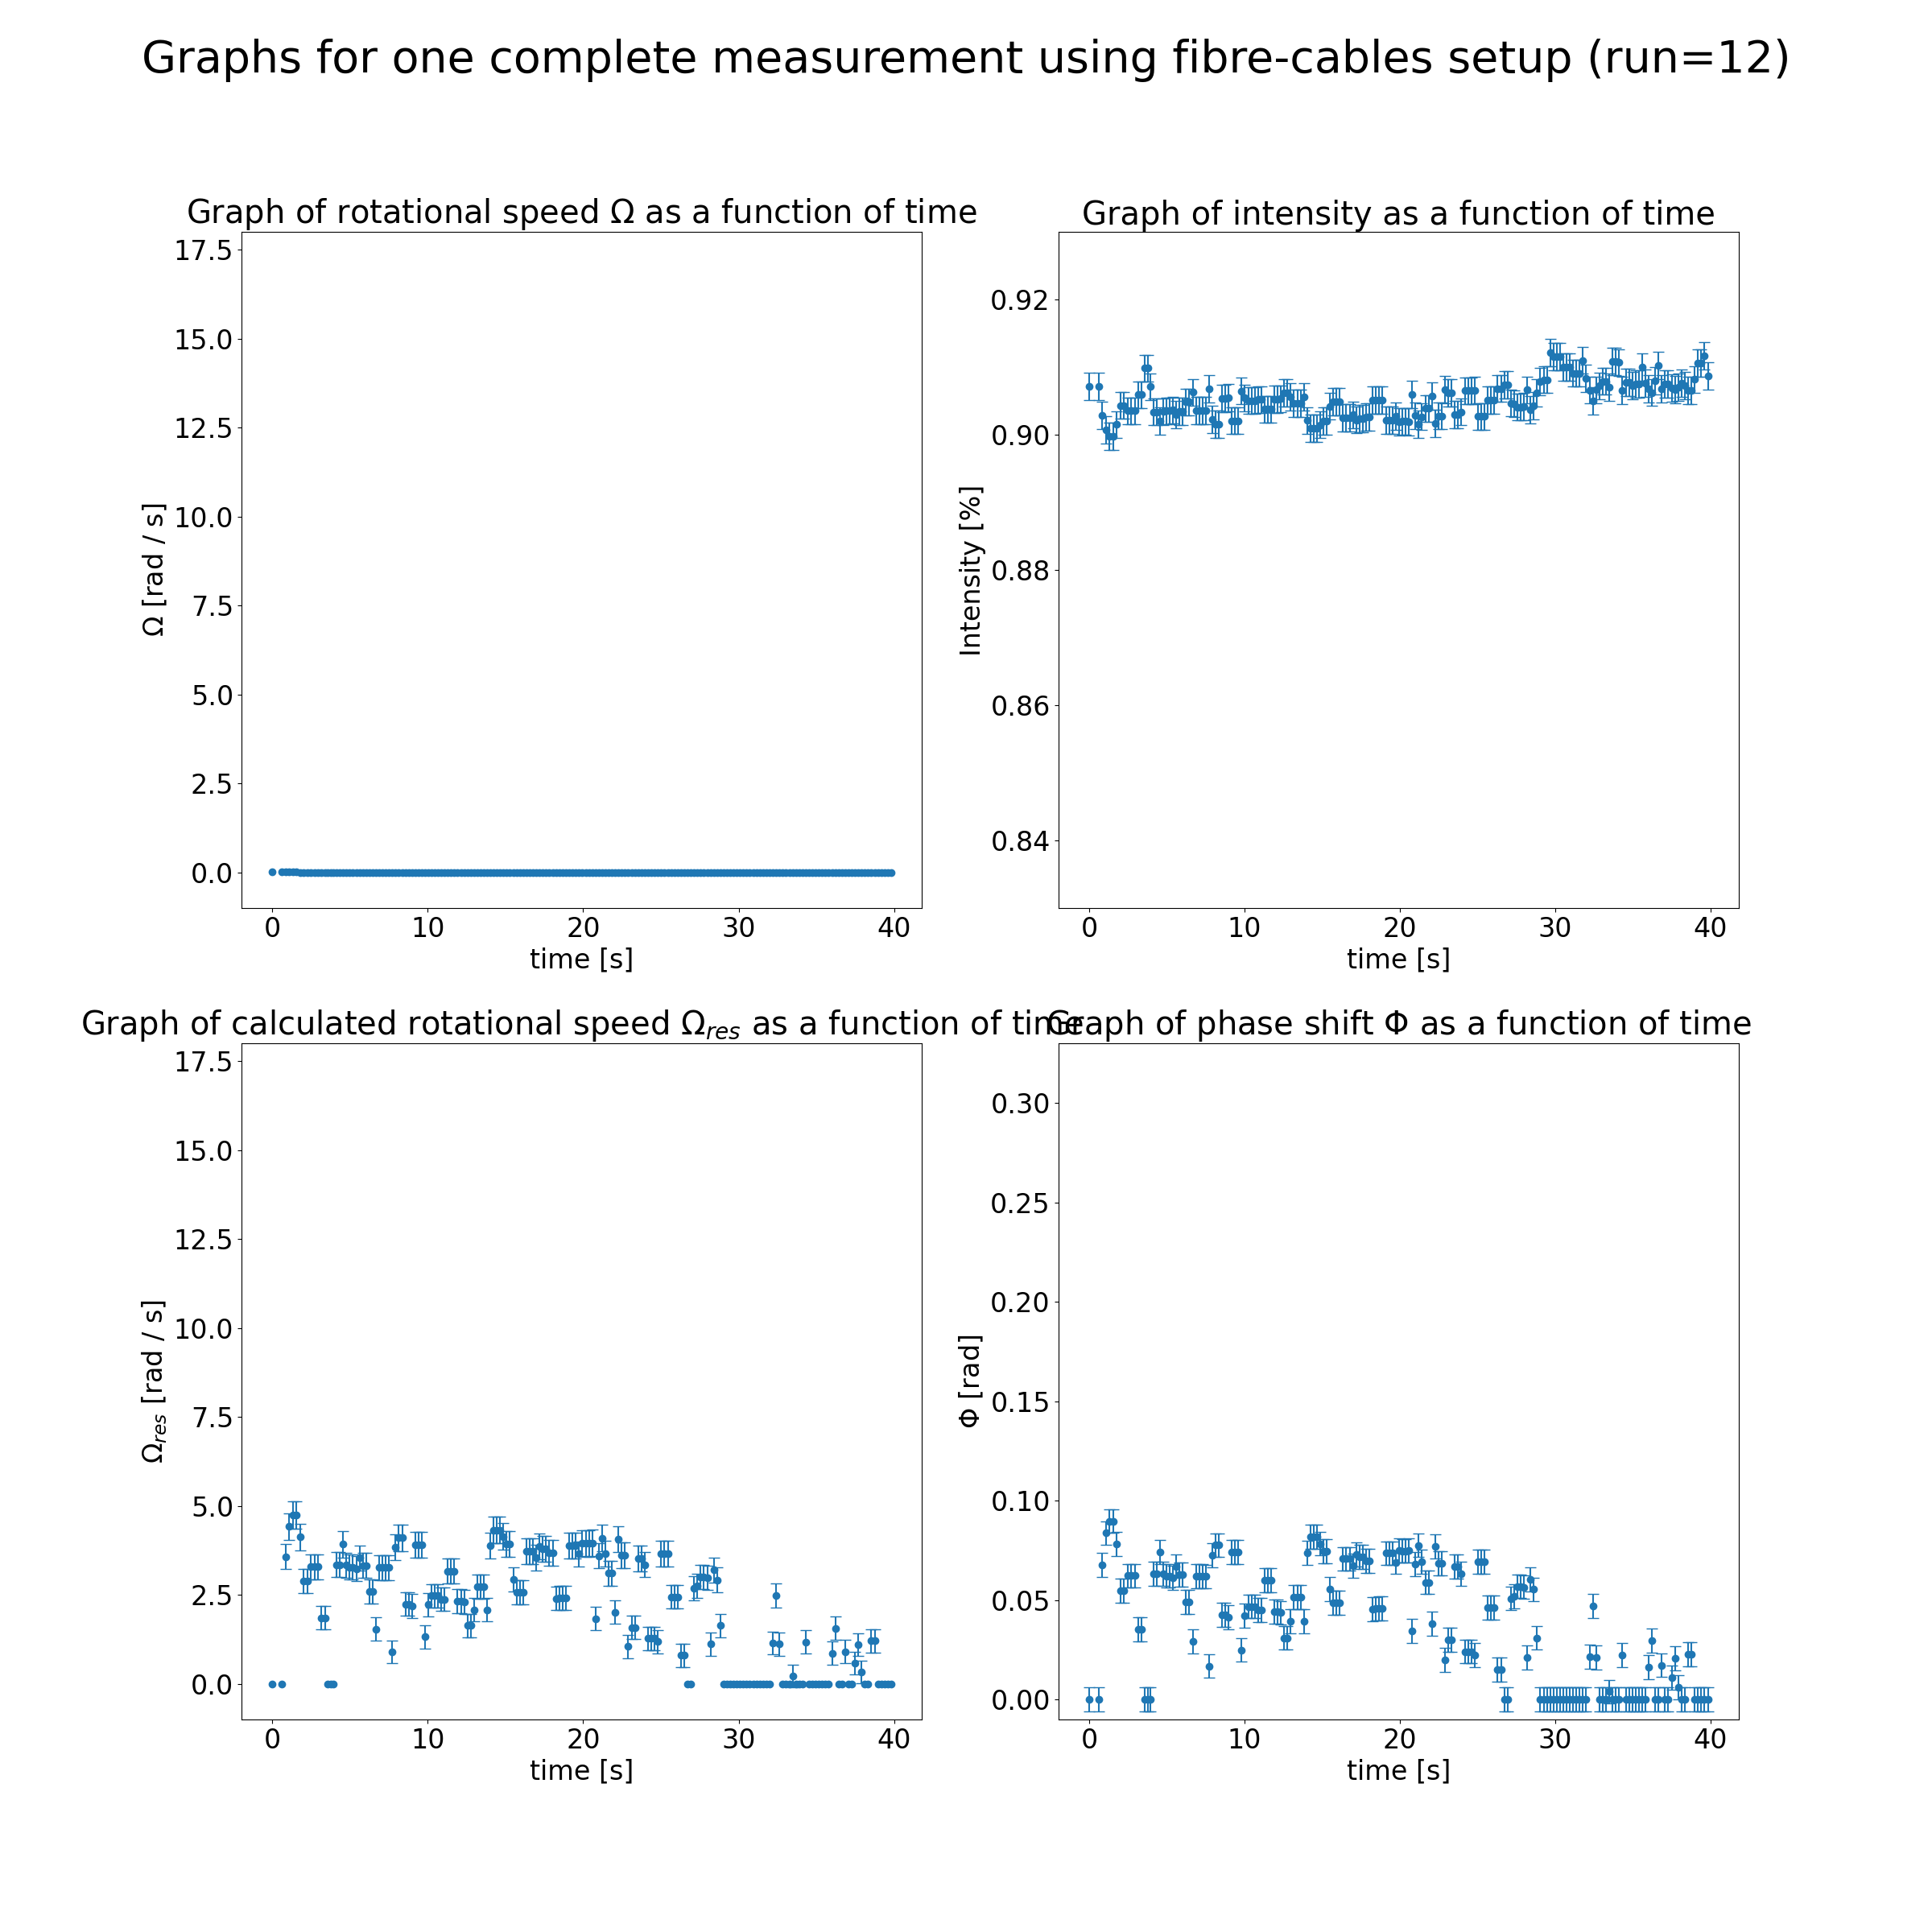 Graphs for one complete measurement using fibre-cables setup (run=12)
Graph of rotational speed Ω as a function of time
17.5
15.0
12.5
10.0
7.5
5.0
2.5
0.0
Ω [rad / s]
0 10 20 30 40
time [s]
Graph of intensity as a function of time
0.92
0.90
0.88
0.86
0.84
Intensity [%]
0 10 20 30 40
time [s]
Graph of calculated rotational speed Ωres as a function of time
17.5
15.0
12.5
10.0
7.5
5.0
2.5
0.0
Ωres [rad / s]
0 10 20 30 40
time [s]
Graph of phase shift Φ as a function of time
0.30
0.25
0.20
0.15
0.10
0.05
0.00
Φ [rad]
0 10 20 30 40
time [s]